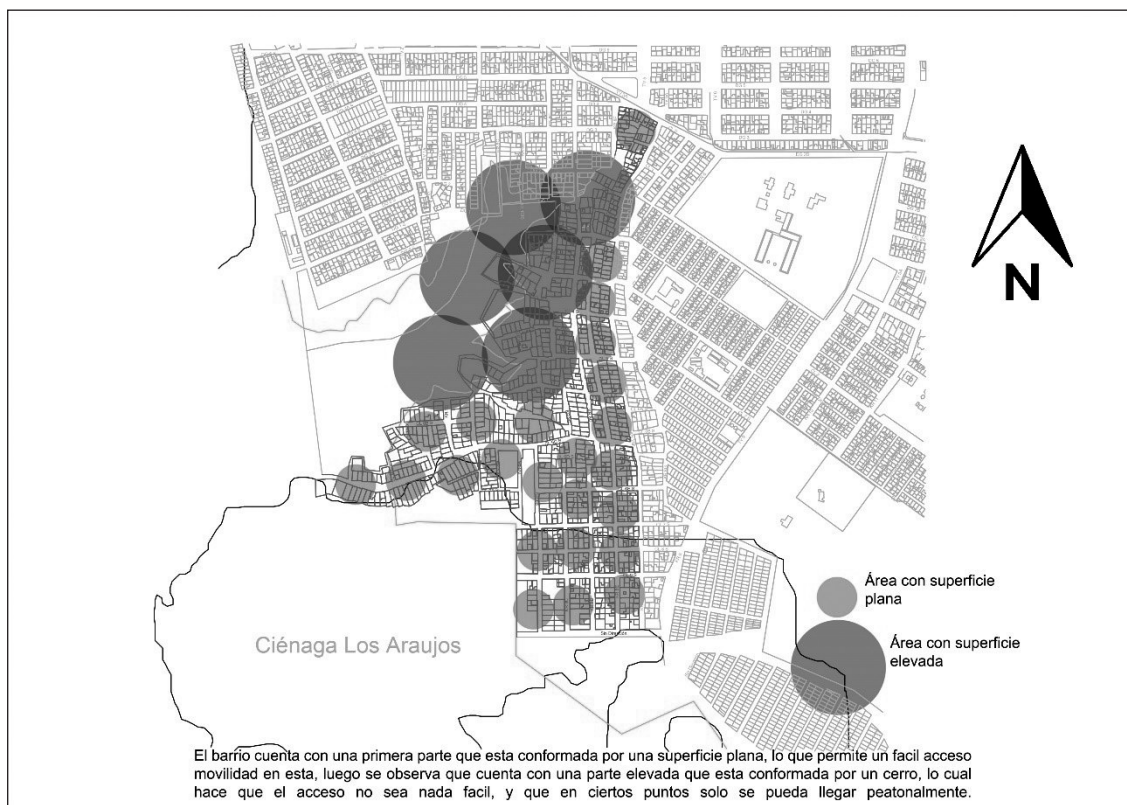 N
Área con superficie
plana
Área con superficie
elevada
Ciénaga Los Araujos
El barrio cuenta con una primera parte que esta conformada por una superficie plana, lo que permite un facil acceso
movilidad en esta, luego se observa que cuenta con una parte elevada que esta conformada por un cerro, lo cual
hace que el acceso no sea nada facil, y que en ciertos puntos solo se pueda llegar peatonalmente.